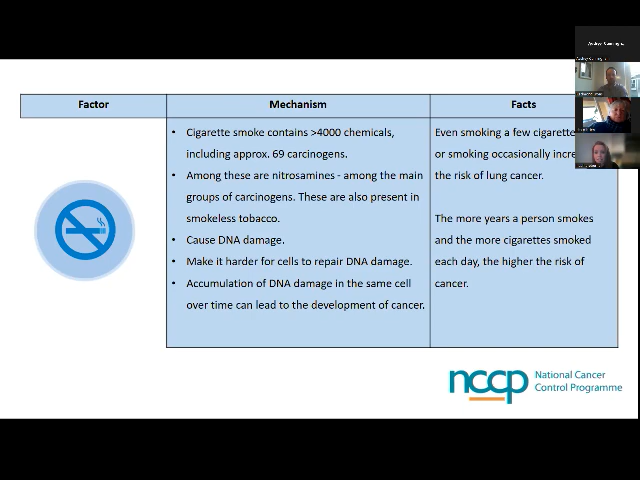 Factor
Mechanism
Facts
• Cigarette smoke contains >4000 chemicals,
including approx. 69 carcinogens.
• Among these are nitrosamines - among the main
groups of carcinogens. These are also present in
smokeless tobacco.
• Cause DNA damage.
• Make it harder for cells to repair DNA damage.
• Accumulation of DNA damage in the same cell
over time can lead to the development of cancer.
Even smoking a few cigarette
or smoking occasionally incre
the risk of lung cancer.
The more years a person smokes
and the more cigarettes smoked
each day, the higher the risk of
cancer.
nccp
National Cancer
Control Programme